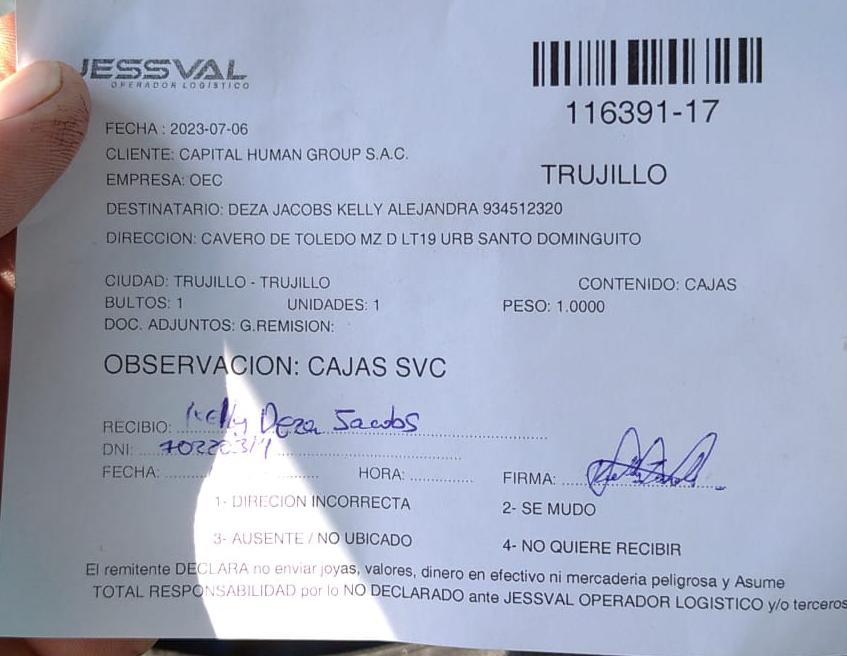 JESSVAL
OPERADOR LOGÍSTICO
116391-17
FECHA : 2023-07-06
CLIENTE: CAPITAL HUMAN GROUP S.A.C.
EMPRESA: OEC
TRUJILLO
DESTINATARIO: DEZA JACOBS KELLY ALEJANDRA 934512320
DIRECCION: CAVERO DE TOLEDO MZ D LT19 URB SANTO DOMINGUITO
CIUDAD: TRUJILLO - TRUJILLO CONTENIDO: CAJAS
BULTOS: 1 UNIDADES: 1 PESO: 1.0000
DOC. ADJUNTOS: G.REMISION:
OBSERVACION: CAJAS SVC
RECIBIO: Kelly Deza Jacobs
DNI:
FECHA: HORA: FIRMA:
1- DIRECION INCORRECTA 2- SE MUDO
3- AUSENTE / NO UBICADO 4- NO QUIERE RECIBIR
El remitente DECLARA no enviar joyas, valores, dinero en efectivo ni mercaderia peligrosa y Asume
TOTAL RESPONSABILIDAD por lo NO DECLARADO ante JESSVAL OPERADOR LOGISTICO y/o terceros